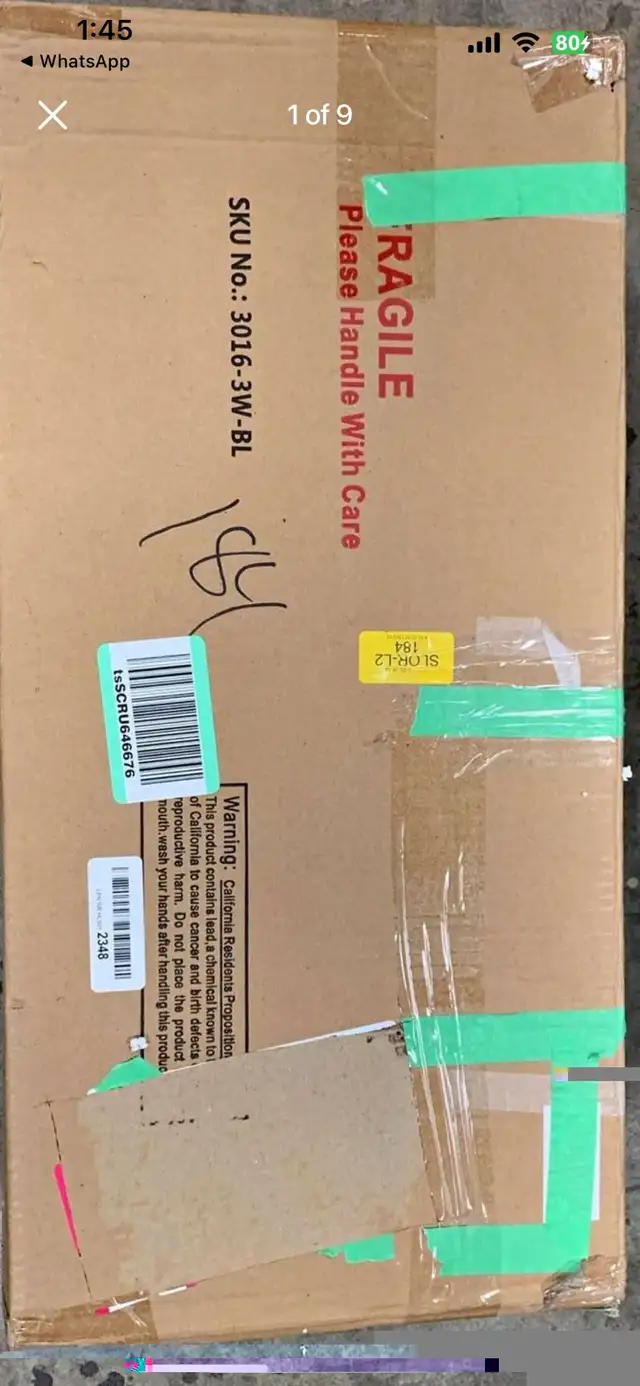 1:45
80
WhatsApp
1 of 9
FRAGILE
Please Handle With Care
SKU No.: 3016-3W-BL
184
SLOR-L2
184
tsSCRU646676
Warning: California Residents Proposition
This product contains lead,a chemical known to
of California to cause cancer and birth defects
reproductive harm. Do not place the product
mouth.wash your hands after handling this produc
2348